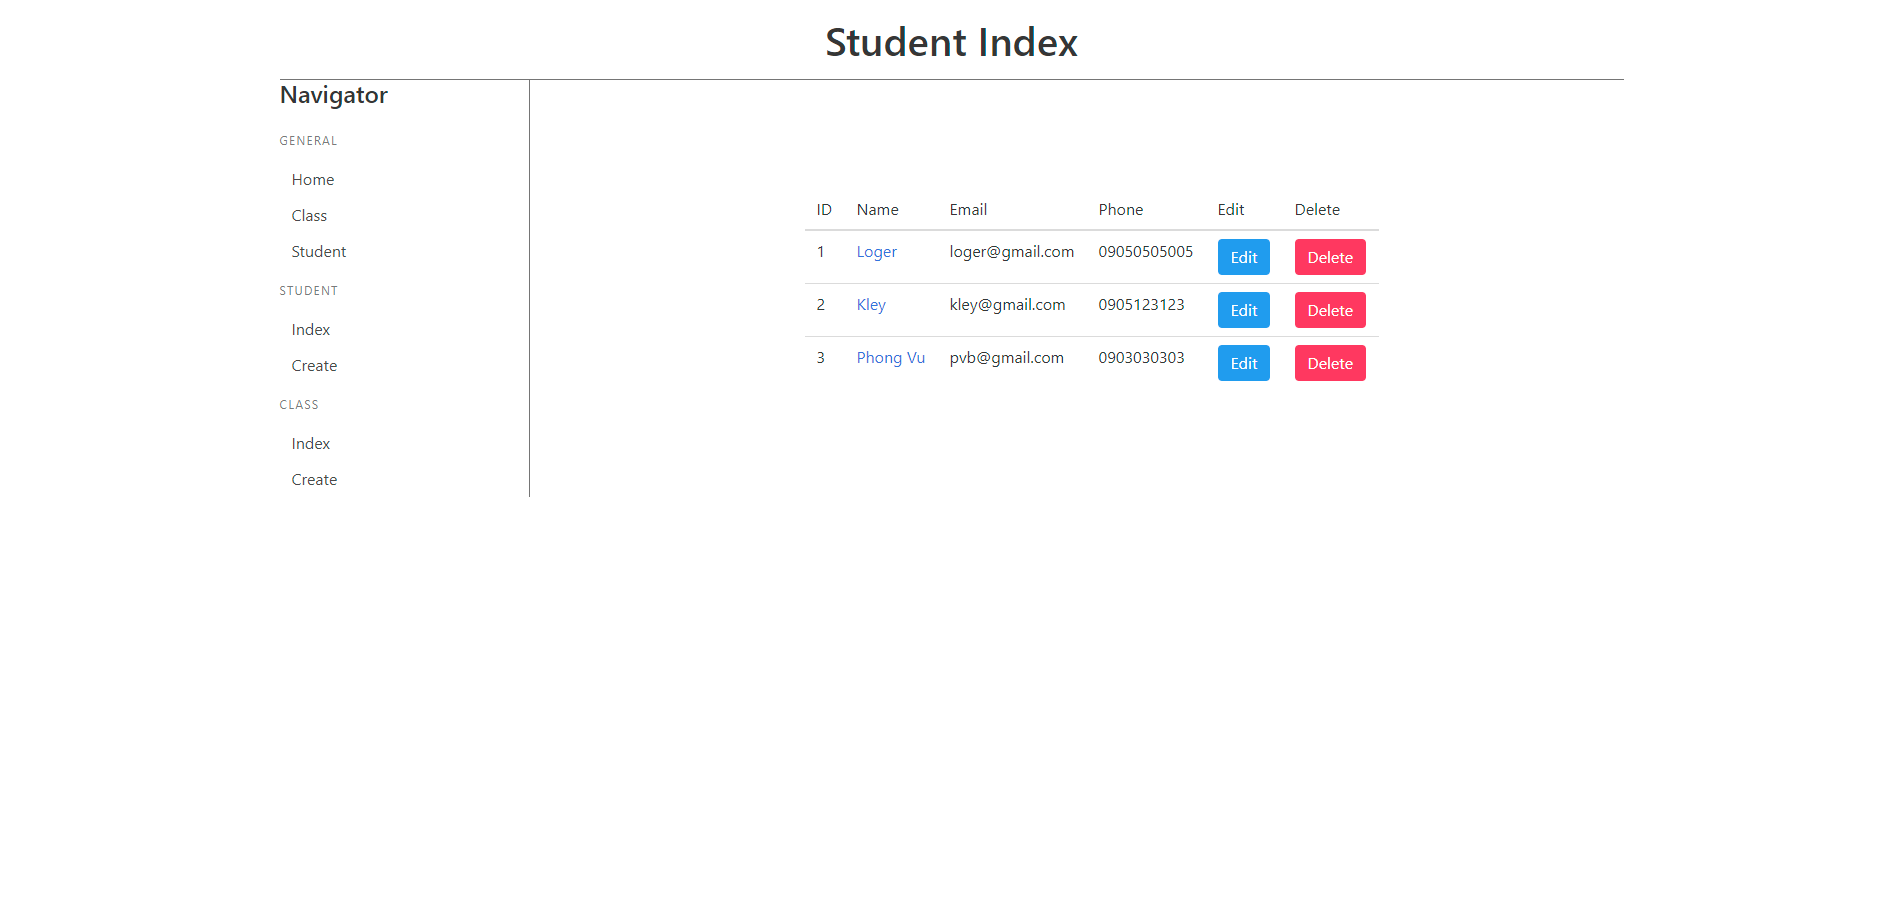 Student Index
Navigator
GENERAL
Home
Class
Student
STUDENT
Index
Create
CLASS
Index
Create
ID Name Email Phone Edit Delete
1 Loger loger@gmail.com 09050505005 Edit Delete
2 Kley kley@gmail.com 0905123123 Edit Delete
3 Phong Vu pvb@gmail.com 0903030303 Edit Delete